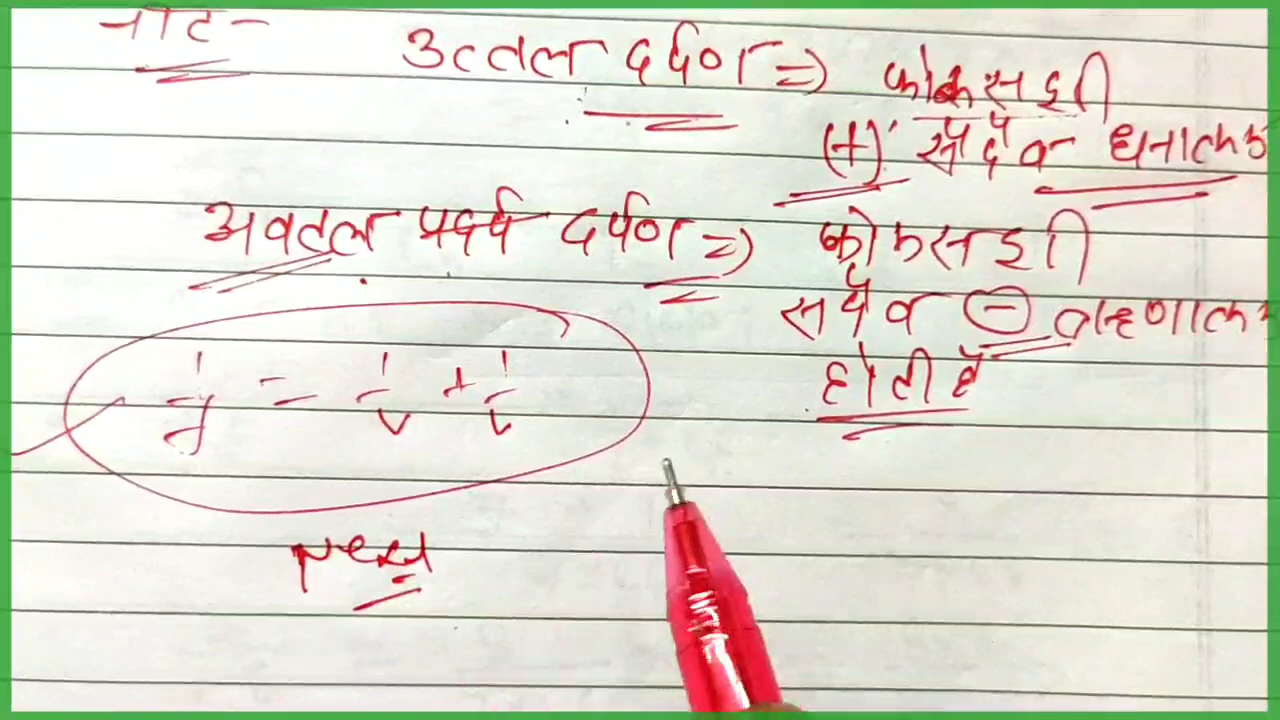 नोट -
उत्तल दर्पण => फोकस दूरी
(+) सदैव धनात्मक
अवतल दर्पण => फोकस दूरी
सदैव (-) ऋणात्मक
होती है
1/f = 1/v + 1/u
Next